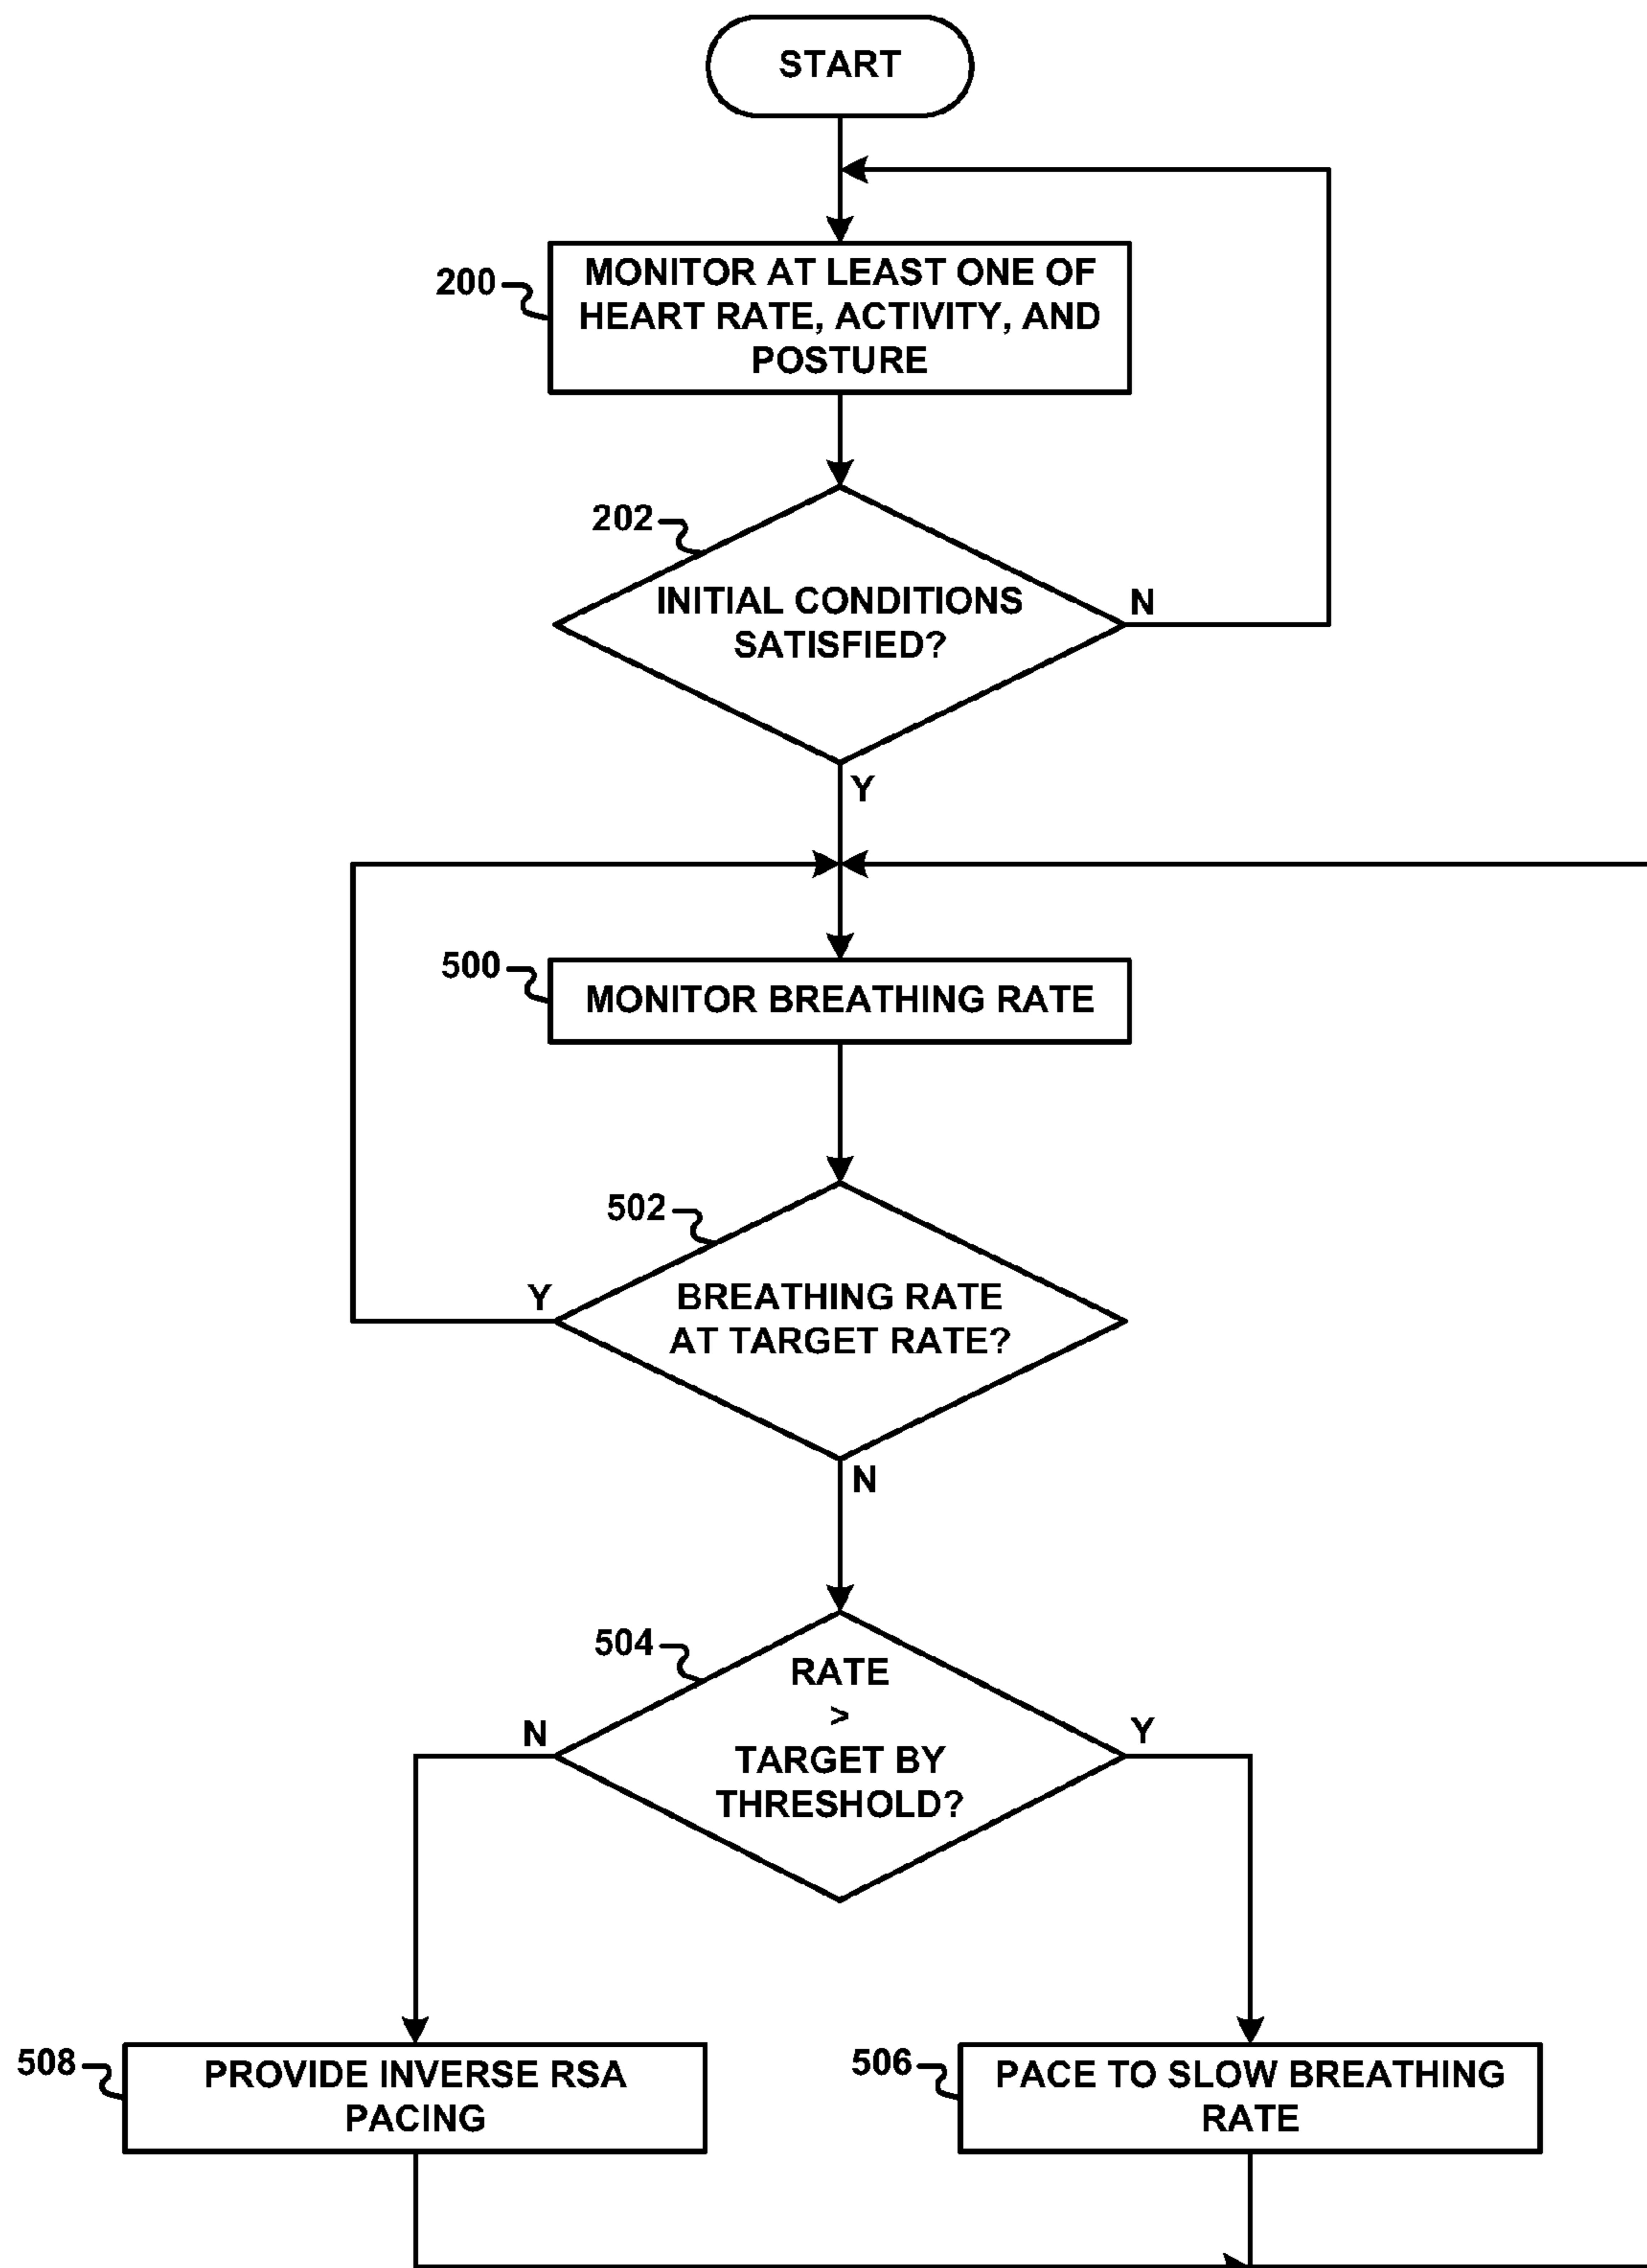 START
200
MONITOR AT LEAST ONE OF
HEART RATE, ACTIVITY, AND
POSTURE
202
INITIAL CONDITIONS
SATISFIED?
N
Y
500
MONITOR BREATHING RATE
502
Y
BREATHING RATE
AT TARGET RATE?
N
504
RATE
>
TARGET BY
THRESHOLD?
N
Y
508
PROVIDE INVERSE RSA
PACING
506
PACE TO SLOW BREATHING
RATE